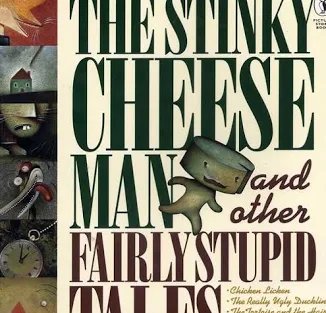 THE STINKY
CHEESE
MAN and
other
FAIRLY STUPID
TALES
• Chicken Licken
• The Really Ugly Duckling
• The Tortoise and the Hair